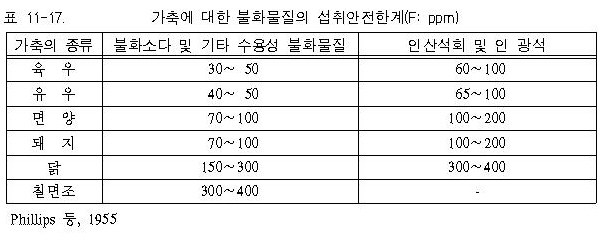 표 11-17. 가축에 대한 불화물질의 섭취안전한계(F: ppm)
가축의 종류 불화소다 및 기타 수용성 불화물질 인산석회 및 인 광석
육 우 30~ 50 60~100
유 우 40~ 50 65~100
면 양 70~100 100~200
돼 지 70~100 100~200
닭 150~300 300~400
칠면조 300~400 -
Phillips 등, 1955